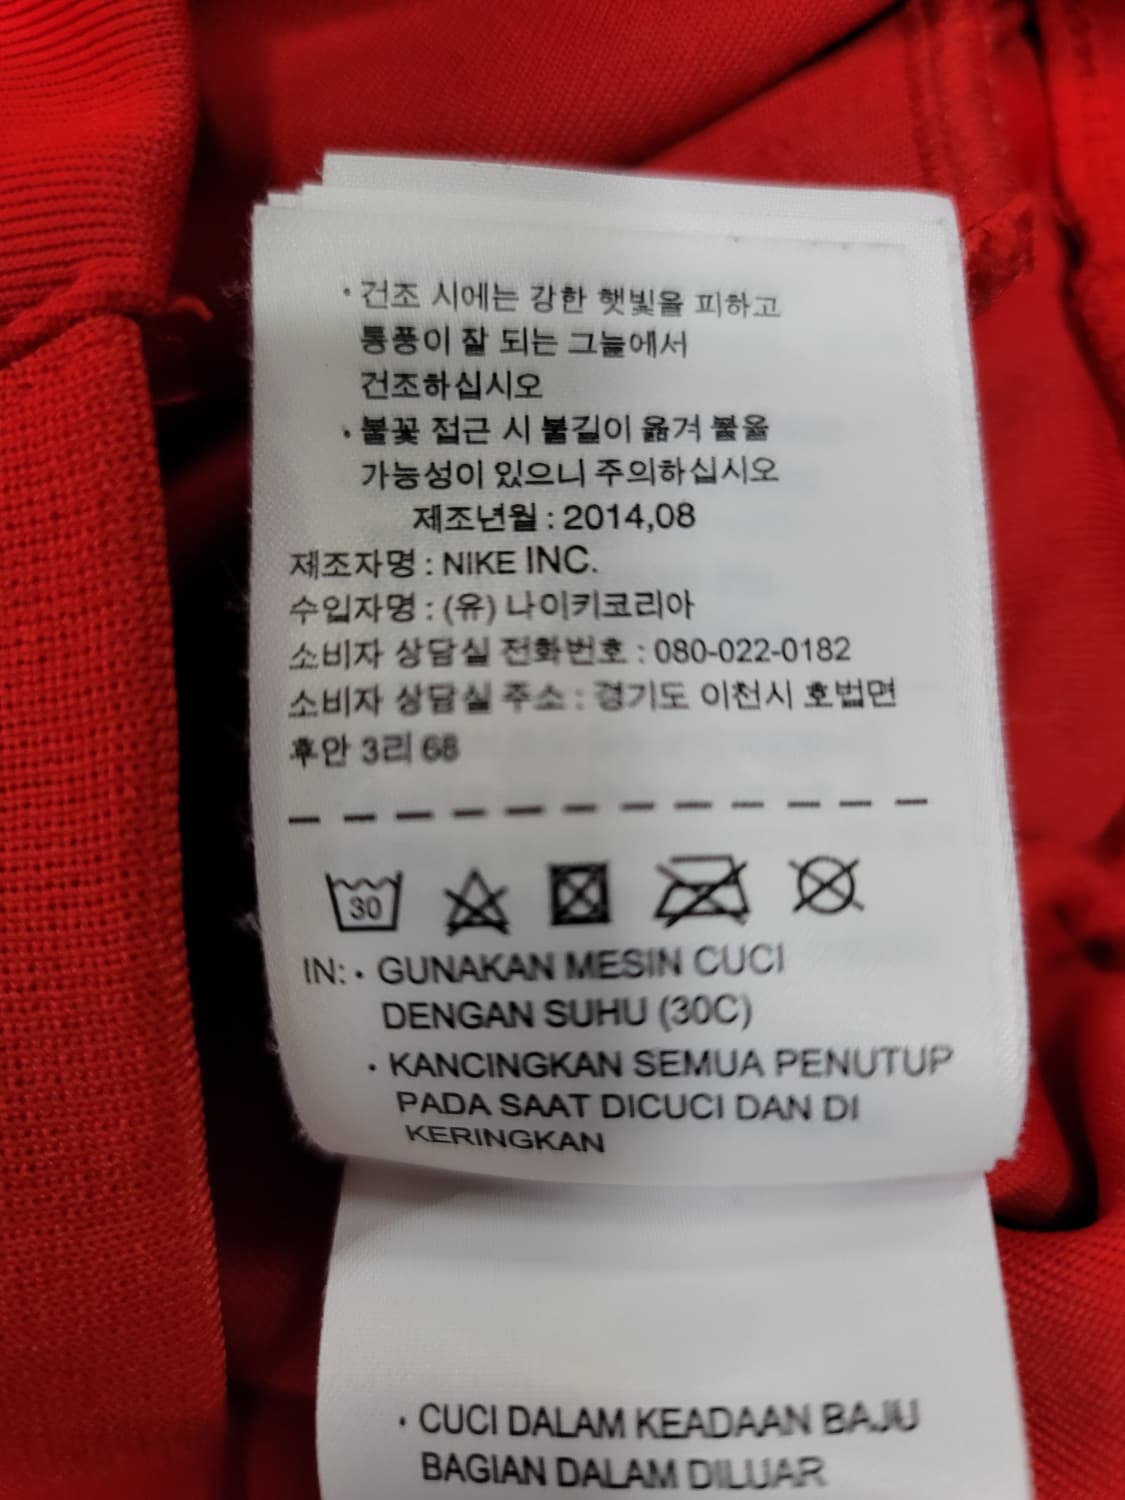 · 건조 시에는 강한 햇빛을 피하고
통풍이 잘 되는 그늘에서
건조하십시오
· 불꽃 접근 시 불길이 옮겨 붙을
가능성이 있으니 주의하십시오
제조년월 : 2014,08
제조자명 : NIKE INC.
수입자명 : (유) 나이키코리아
소비자 상담실 전화번호 : 080-022-0182
소비자 상담실 주소 : 경기도 이천시 호법면
후안 3리 68
30
IN: · GUNAKAN MESIN CUCI
DENGAN SUHU (30C)
· KANCINGKAN SEMUA PENUTUP
PADA SAAT DICUCI DAN DI
KERINGKAN
· CUCI DALAM KEADAAN BAJU
BAGIAN DALAM DILUAR